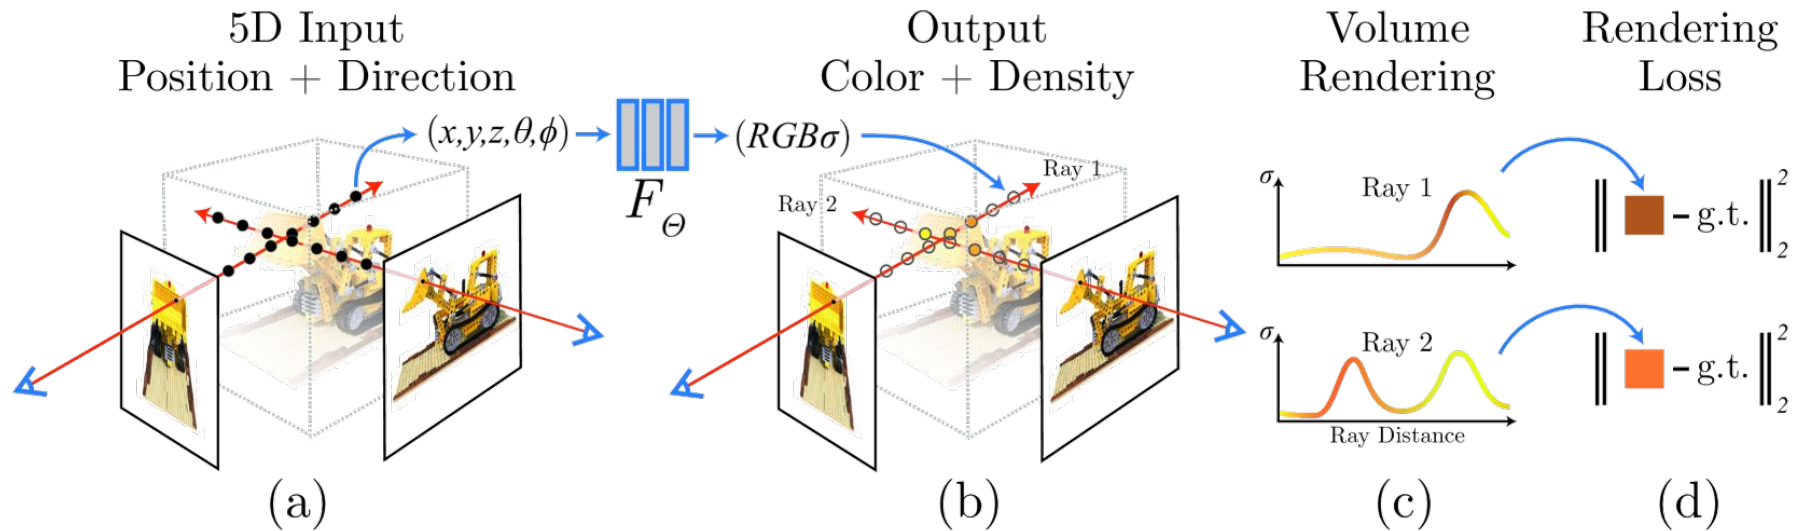 5D Input
Position + Direction
Output
Color + Density
Volume
Rendering
Rendering
Loss
(x,y,z,θ,ϕ)
F_Θ
(RGBσ)
Ray 1
Ray 2
σ
Ray 1
‖ – g.t. ‖²₂
σ
Ray 2
Ray Distance
‖ – g.t. ‖²₂
(a)
(b)
(c)
(d)